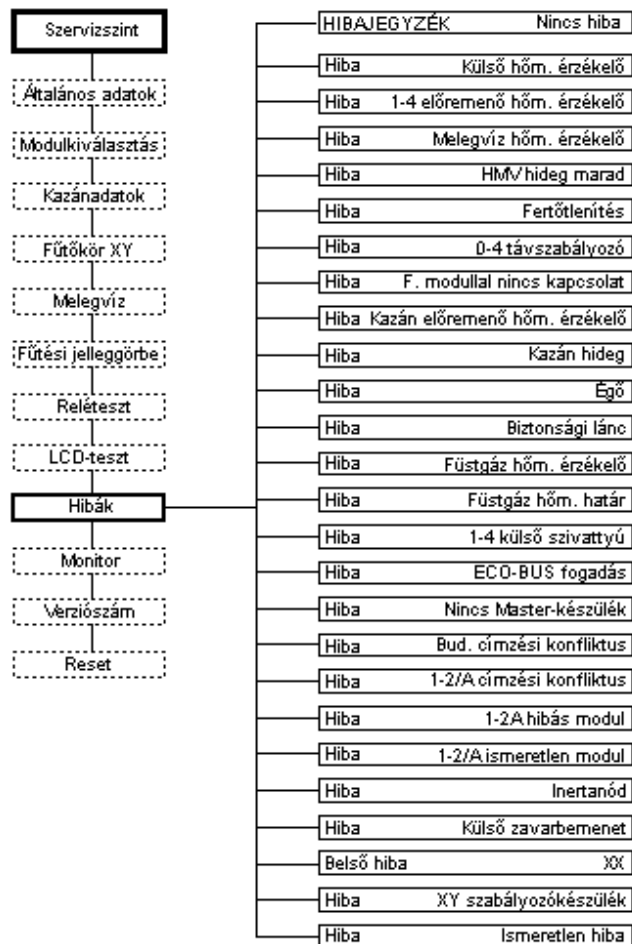 Szervizszint
Általános adatok
Modulkiválasztás
Kazánadatok
Fűtőkör XY
Melegvíz
Fűtési jelleggörbe
Reléteszt
LCD-teszt
Hibák
Monitor
Verziószám
Reset
HIBAJEGYZÉK Nincs hiba
Hiba Külső hőm. érzékelő
Hiba 1-4 előremenő hőm. érzékelő
Hiba Melegvíz hőm. érzékelő
Hiba HMV hideg marad
Hiba Fertőtlenítés
Hiba 0-4 távszabályozó
Hiba F. modullal nincs kapcsolat
Hiba Kazán előremenő hőm. érzékelő
Hiba Kazán hideg
Hiba Égő
Hiba Biztonsági lánc
Hiba Füstgáz hőm. érzékelő
Hiba Füstgáz hőm. határ
Hiba 1-4 külső szivattyú
Hiba ECO-BUS fogadás
Hiba Nincs Master-készülék
Hiba Bud. címzési konfliktus
Hiba 1-2/A címzési konfliktus
Hiba 1-2A hibás modul
Hiba 1-2/A ismeretlen modul
Hiba Inertanód
Hiba Külső zavarbemenet
Belső hiba XX
Hiba XY szabályozókészülék
Hiba Ismeretlen hiba